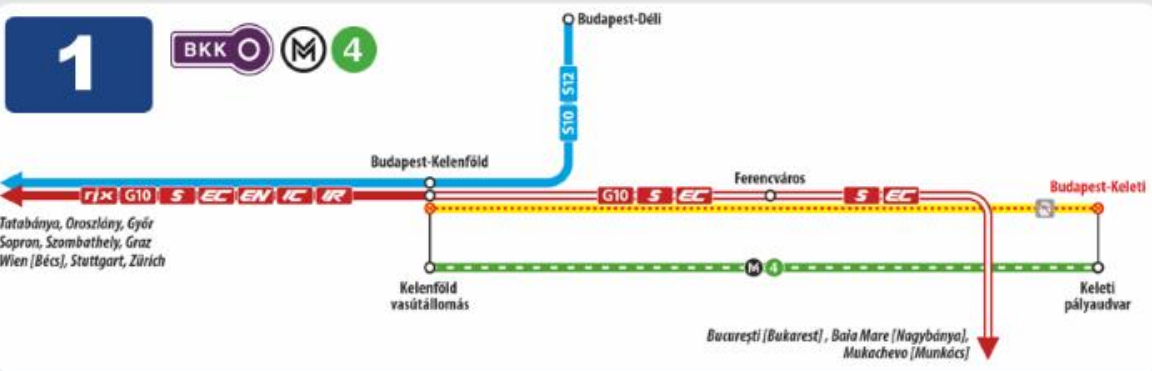 1
BKK M 4
Budapest-Déli
S12
S10
Budapest-Kelenföld
Ferencváros
Budapest-Keleti
rjx G10 S EC EN IC IR
G10 S EC
S EC
Tatabánya, Oroszlány, Győr
Sopron, Szombathely, Graz
Wien [Bécs], Stuttgart, Zürich
M 4
Kelenföld
vasútállomás
Keleti
pályaudvar
Bucureşti [Bukarest] , Baia Mare [Nagybánya],
Mukachevo [Munkács]